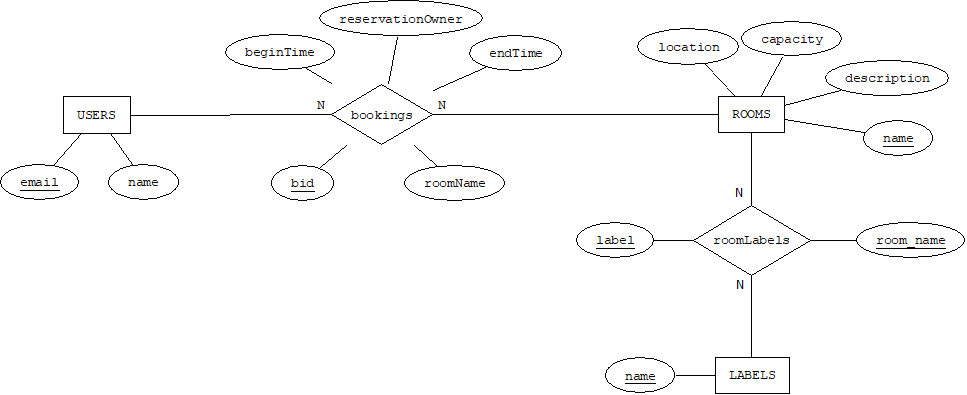 reservationOwner
beginTime
endTime
location
capacity
description
USERS
N
bookings
N
ROOMS
name
email
name
bid
roomName
N
label
roomLabels
room_name
N
name
LABELS